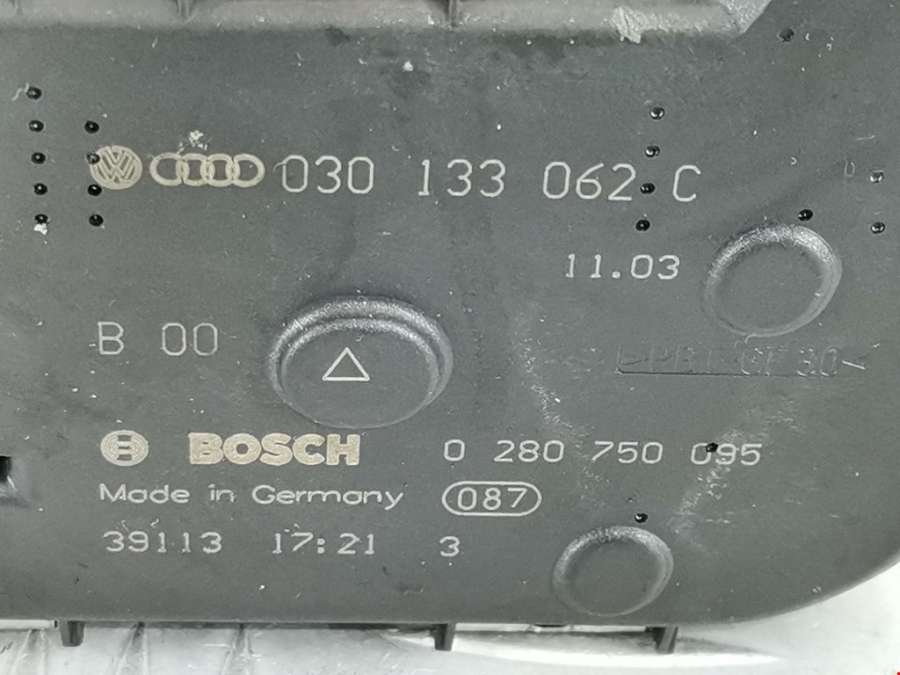 030 133 062 C
11.03
B 00
BOSCH 0 280 750 095
Made in Germany 087
39113 17:21 3